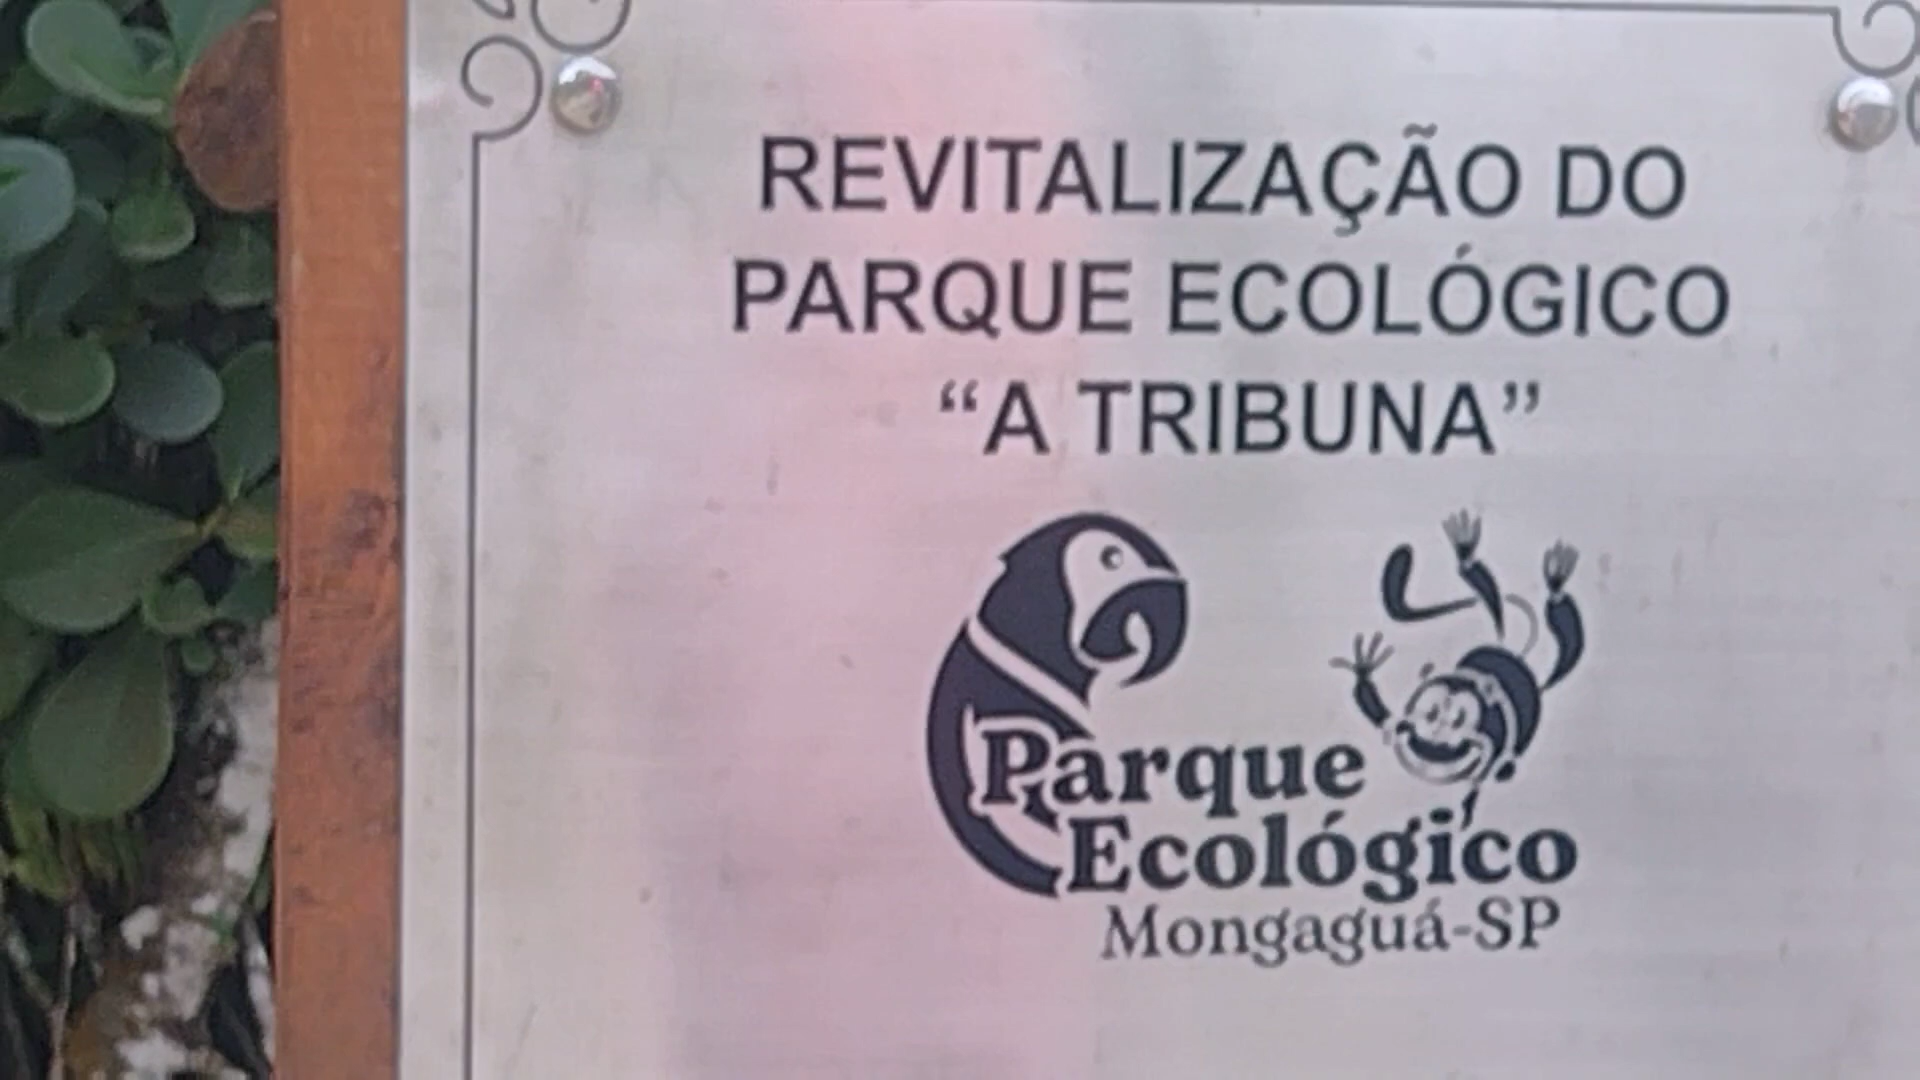 REVITALIZAÇÃO DO
PARQUE ECOLÓGICO
“A TRIBUNA”
Parque
Ecológico
Mongaguá-SP